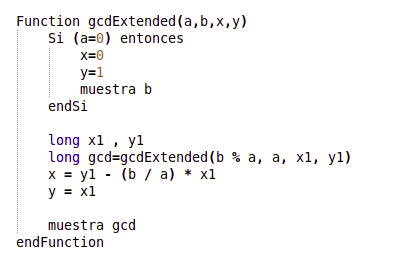 Function gcdExtended(a,b,x,y)
Si (a=0) entonces
x=0
y=1
muestra b
endSi
long x1 , y1
long gcd=gcdExtended(b % a, a, x1, y1)
x = y1 - (b / a) * x1
y = x1
muestra gcd
endFunction